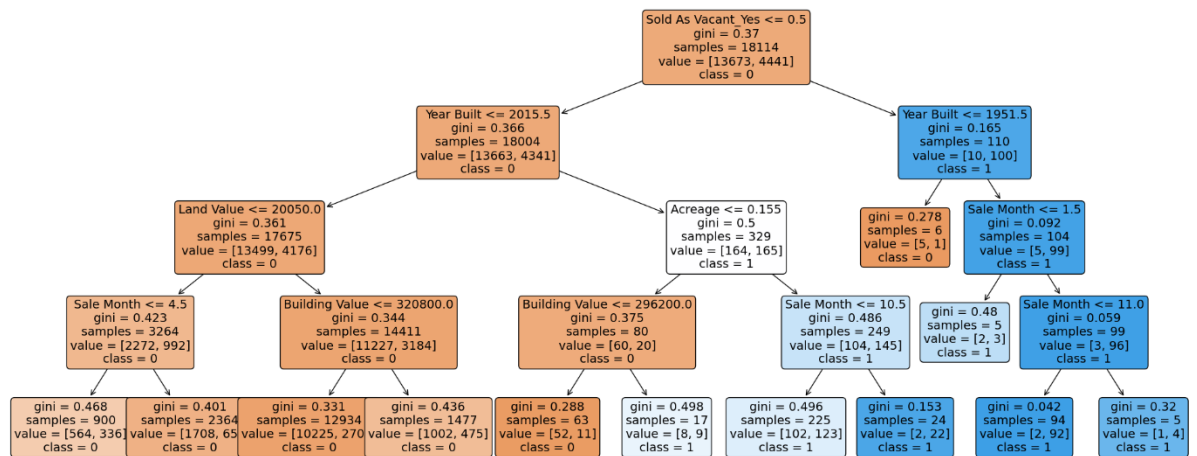 Sold As Vacant_Yes <= 0.5
gini = 0.37
samples = 18114
value = [13673, 4441]
class = 0
Year Built <= 2015.5
gini = 0.366
samples = 18004
value = [13663, 4341]
class = 0
Year Built <= 1951.5
gini = 0.165
samples = 110
value = [10, 100]
class = 1
Land Value <= 20050.0
gini = 0.361
samples = 17675
value = [13499, 4176]
class = 0
Acreage <= 0.155
gini = 0.5
samples = 329
value = [164, 165]
class = 1
gini = 0.278
samples = 6
value = [5, 1]
class = 0
Sale Month <= 1.5
gini = 0.092
samples = 104
value = [5, 99]
class = 1
Sale Month <= 4.5
gini = 0.423
samples = 3264
value = [2272, 992]
class = 0
Building Value <= 320800.0
gini = 0.344
samples = 14411
value = [11227, 3184]
class = 0
Building Value <= 296200.0
gini = 0.375
samples = 80
value = [60, 20]
class = 0
Sale Month <= 10.5
gini = 0.486
samples = 249
value = [104, 145]
class = 1
gini = 0.48
samples = 5
value = [2, 3]
class = 1
Sale Month <= 11.0
gini = 0.059
samples = 99
value = [3, 96]
class = 1
gini = 0.468
samples = 900
value = [564, 336]
class = 0
gini = 0.401
samples = 2364
value = [1708, 65
class = 0
gini = 0.331
samples = 12934
value = [10225, 270
class = 0
gini = 0.436
samples = 1477
value = [1002, 475]
class = 0
gini = 0.288
samples = 63
value = [52, 11]
class = 0
gini = 0.498
samples = 17
value = [8, 9]
class = 1
gini = 0.496
samples = 225
value = [102, 123]
class = 1
gini = 0.153
samples = 24
value = [2, 22]
class = 1
gini = 0.042
samples = 94
value = [2, 92]
class = 1
gini = 0.32
samples = 5
value = [1, 4]
class = 1